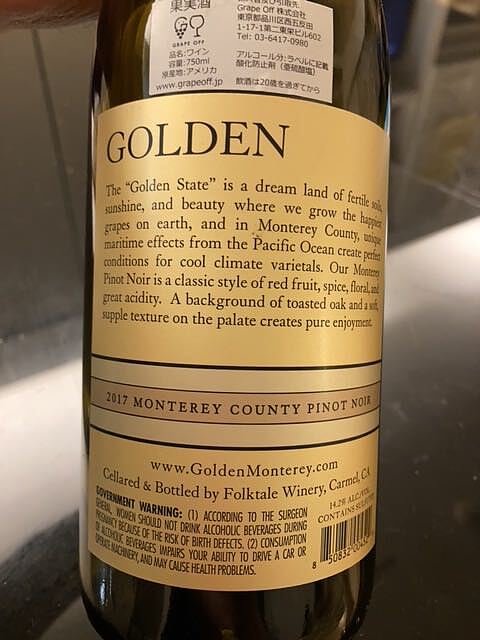 果実酒
GRAPE OFF
品名:ワイン
容量:750ml
原産地:アメリカ
www.grapeoff.jp
Grape Off 株式会社
東京都品川区西五反田
1-17-1第二東栄ビル602
Tel: 03-6417-0980
アルコール分:ラベルに記載
酸化防止剤(亜硫酸塩)
飲酒は20歳を過ぎてから
GOLDEN
The “Golden State” is a dream land of fertile soils,
sunshine, and beauty where we grow the happiest
grapes on earth, and in Monterey County, unique
maritime effects from the Pacific Ocean create perfect
conditions for cool climate varietals. Our Monterey
Pinot Noir is a classic style of red fruit, spice, floral, and
great acidity. A background of toasted oak and a soft,
supple texture on the palate creates pure enjoyment.
2017 MONTEREY COUNTY PINOT NOIR
www.GoldenMonterey.com
Cellared & Bottled by Folktale Winery, Carmel, CA
GOVERNMENT WARNING: (1) ACCORDING TO THE SURGEON
GENERAL, WOMEN SHOULD NOT DRINK ALCOHOLIC BEVERAGES DURING
PREGNANCY BECAUSE OF THE RISK OF BIRTH DEFECTS. (2) CONSUMPTION
OF ALCOHOLIC BEVERAGES IMPAIRS YOUR ABILITY TO DRIVE A CAR OR
OPERATE MACHINERY, AND MAY CAUSE HEALTH PROBLEMS.
14.2% ALC./VOL.
CONTAINS
8